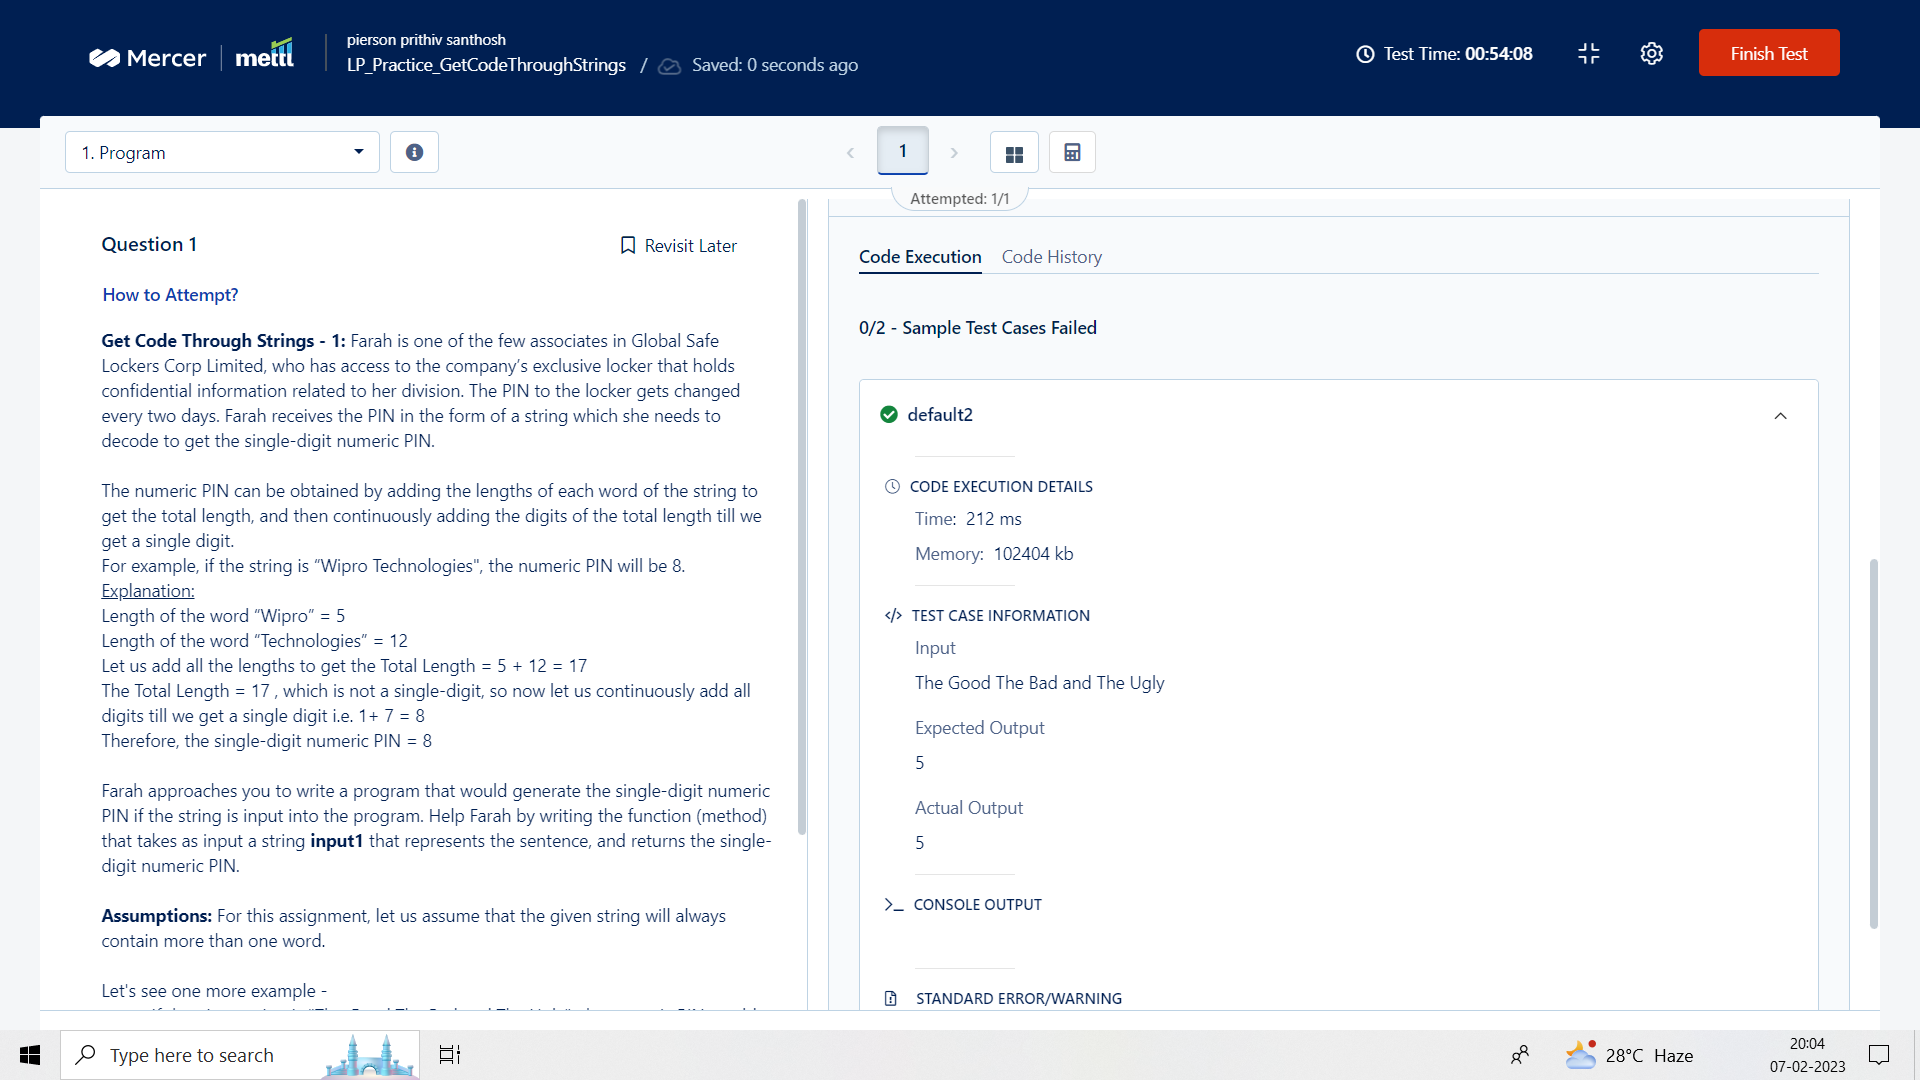 Mercer
mettl
pierson prithiv santhosh
LP_Practice_GetCodeThroughStrings / Saved: 0 seconds ago
Test Time: 00:54:08
Finish Test
1. Program
1
Attempted: 1/1
Question 1
Revisit Later
How to Attempt?
Get Code Through Strings - 1: Farah is one of the few associates in Global Safe
Lockers Corp Limited, who has access to the company’s exclusive locker that holds
confidential information related to her division. The PIN to the locker gets changed
every two days. Farah receives the PIN in the form of a string which she needs to
decode to get the single-digit numeric PIN.
The numeric PIN can be obtained by adding the lengths of each word of the string to
get the total length, and then continuously adding the digits of the total length till we
get a single digit.
For example, if the string is “Wipro Technologies", the numeric PIN will be 8.
Explanation:
Length of the word “Wipro” = 5
Length of the word “Technologies” = 12
Let us add all the lengths to get the Total Length = 5 + 12 = 17
The Total Length = 17 , which is not a single-digit, so now let us continuously add all
digits till we get a single digit i.e. 1+ 7 = 8
Therefore, the single-digit numeric PIN = 8
Farah approaches you to write a program that would generate the single-digit numeric
PIN if the string is input into the program. Help Farah by writing the function (method)
that takes as input a string input1 that represents the sentence, and returns the single-
digit numeric PIN.
Assumptions: For this assignment, let us assume that the given string will always
contain more than one word.
Let's see one more example -
Code Execution
Code History
0/2 - Sample Test Cases Failed
default2
CODE EXECUTION DETAILS
Time: 212 ms
Memory: 102404 kb
</> TEST CASE INFORMATION
Input
The Good The Bad and The Ugly
Expected Output
5
Actual Output
5
CONSOLE OUTPUT
STANDARD ERROR/WARNING
Type here to search
28°C Haze
20:04
07-02-2023